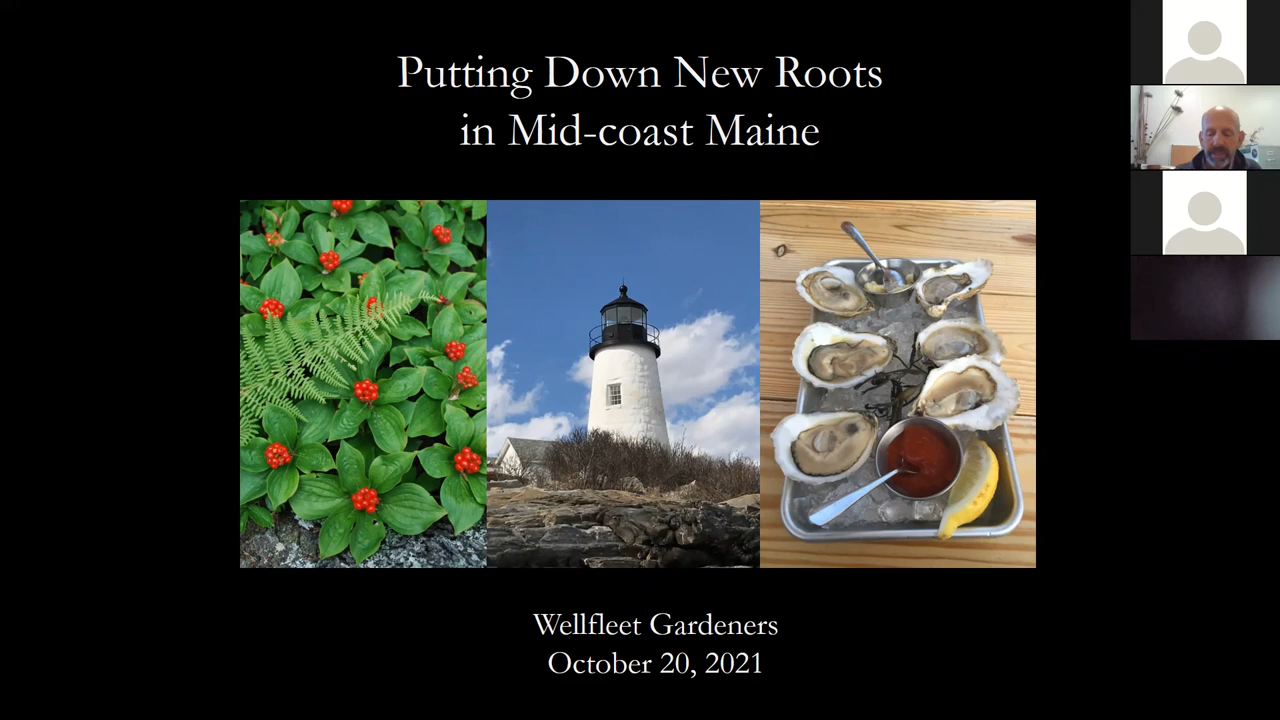 Putting Down New Roots
in Mid-coast Maine
Wellfleet Gardeners
October 20, 2021